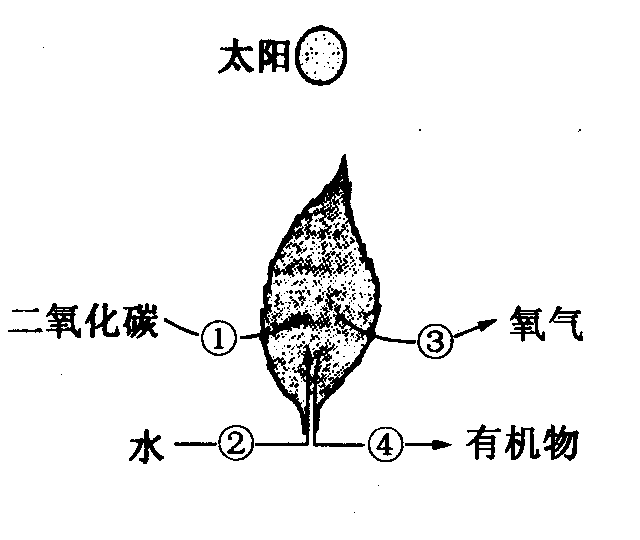 太阳
二氧化碳 ① ③ 氧气
水 ② ④ 有机物